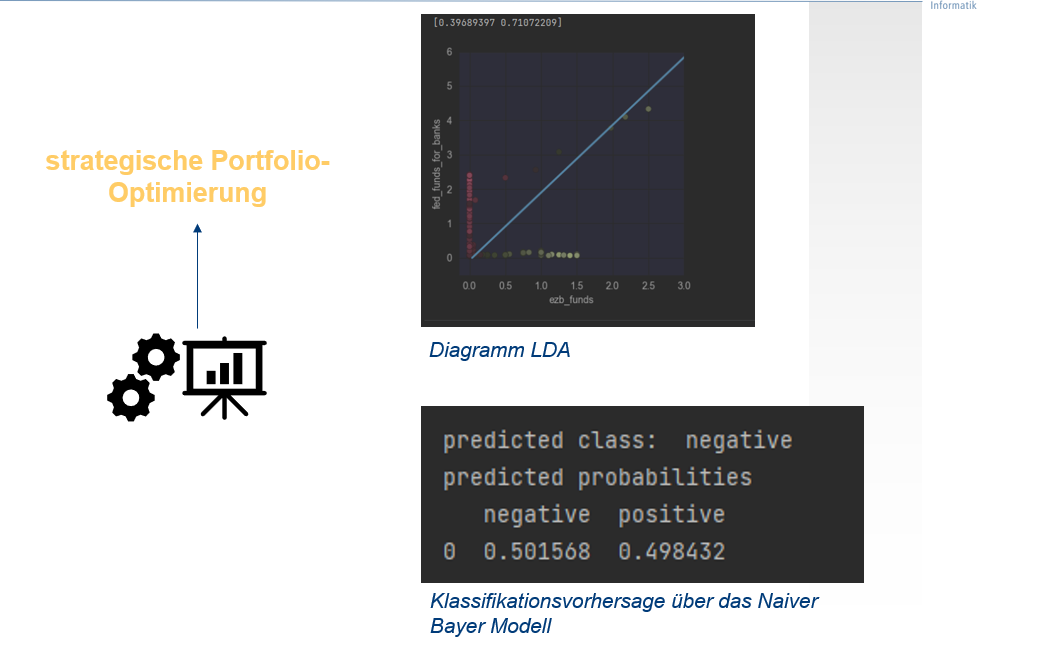 Informatik
strategische Portfolio-
Optimierung
[0.39689397 0.71072209]
6
5
4
3
2
1
0
fed_funds_for_banks
0.0 0.5 1.0 1.5 2.0 2.5 3.0
ezb_funds
Diagramm LDA
predicted class: negative
predicted probabilities
negative positive
0 0.501568 0.498432
Klassifikationsvorhersage über das Naiver
Bayer Modell